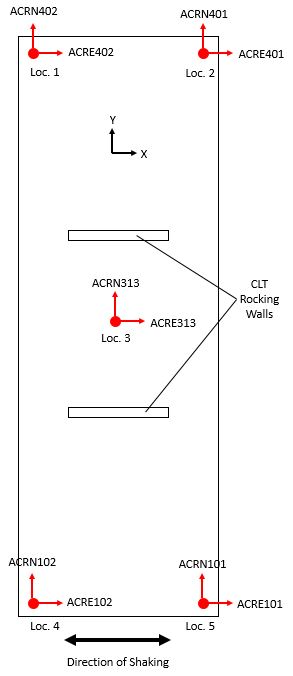 ACRN402
ACRN401
ACRE402
ACRE401
Loc. 1
Loc. 2
Y
X
CLT
Rocking
Walls
ACRN313
ACRE313
Loc. 3
ACRN102
ACRN101
ACRE102
ACRE101
Loc. 4
Loc. 5
Direction of Shaking